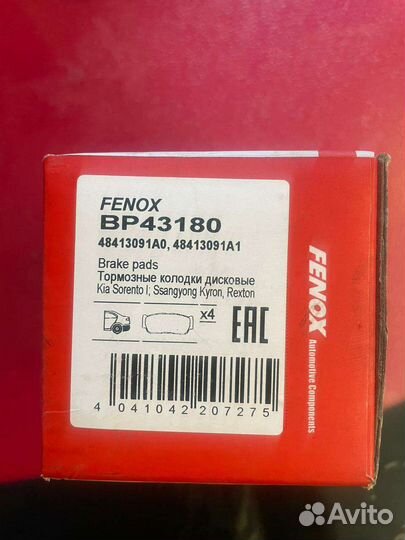 FENOX
BP43180
48413091A0, 48413091A1
Brake pads
Тормозные колодки дисковые
Kia Sorento I; Ssangyong Kyron, Rexton
x4
EAC
4 041042 207275
FENOX
Automotive Components
Avito